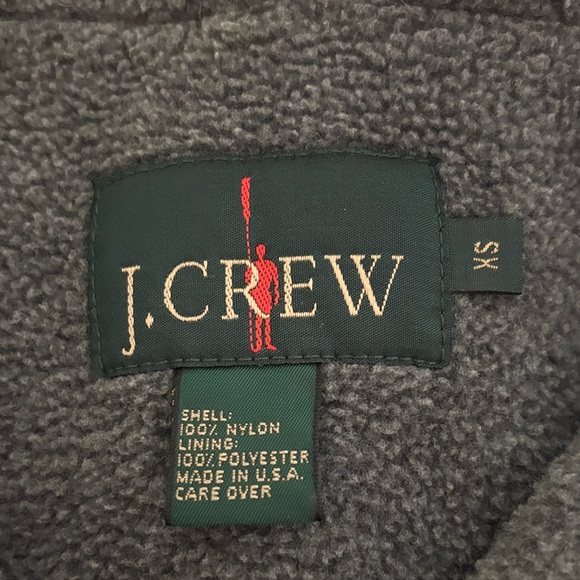 J.CREW
XS
SHELL:
100% NYLON
LINING:
100% POLYESTER
MADE IN U.S.A.
CARE OVER